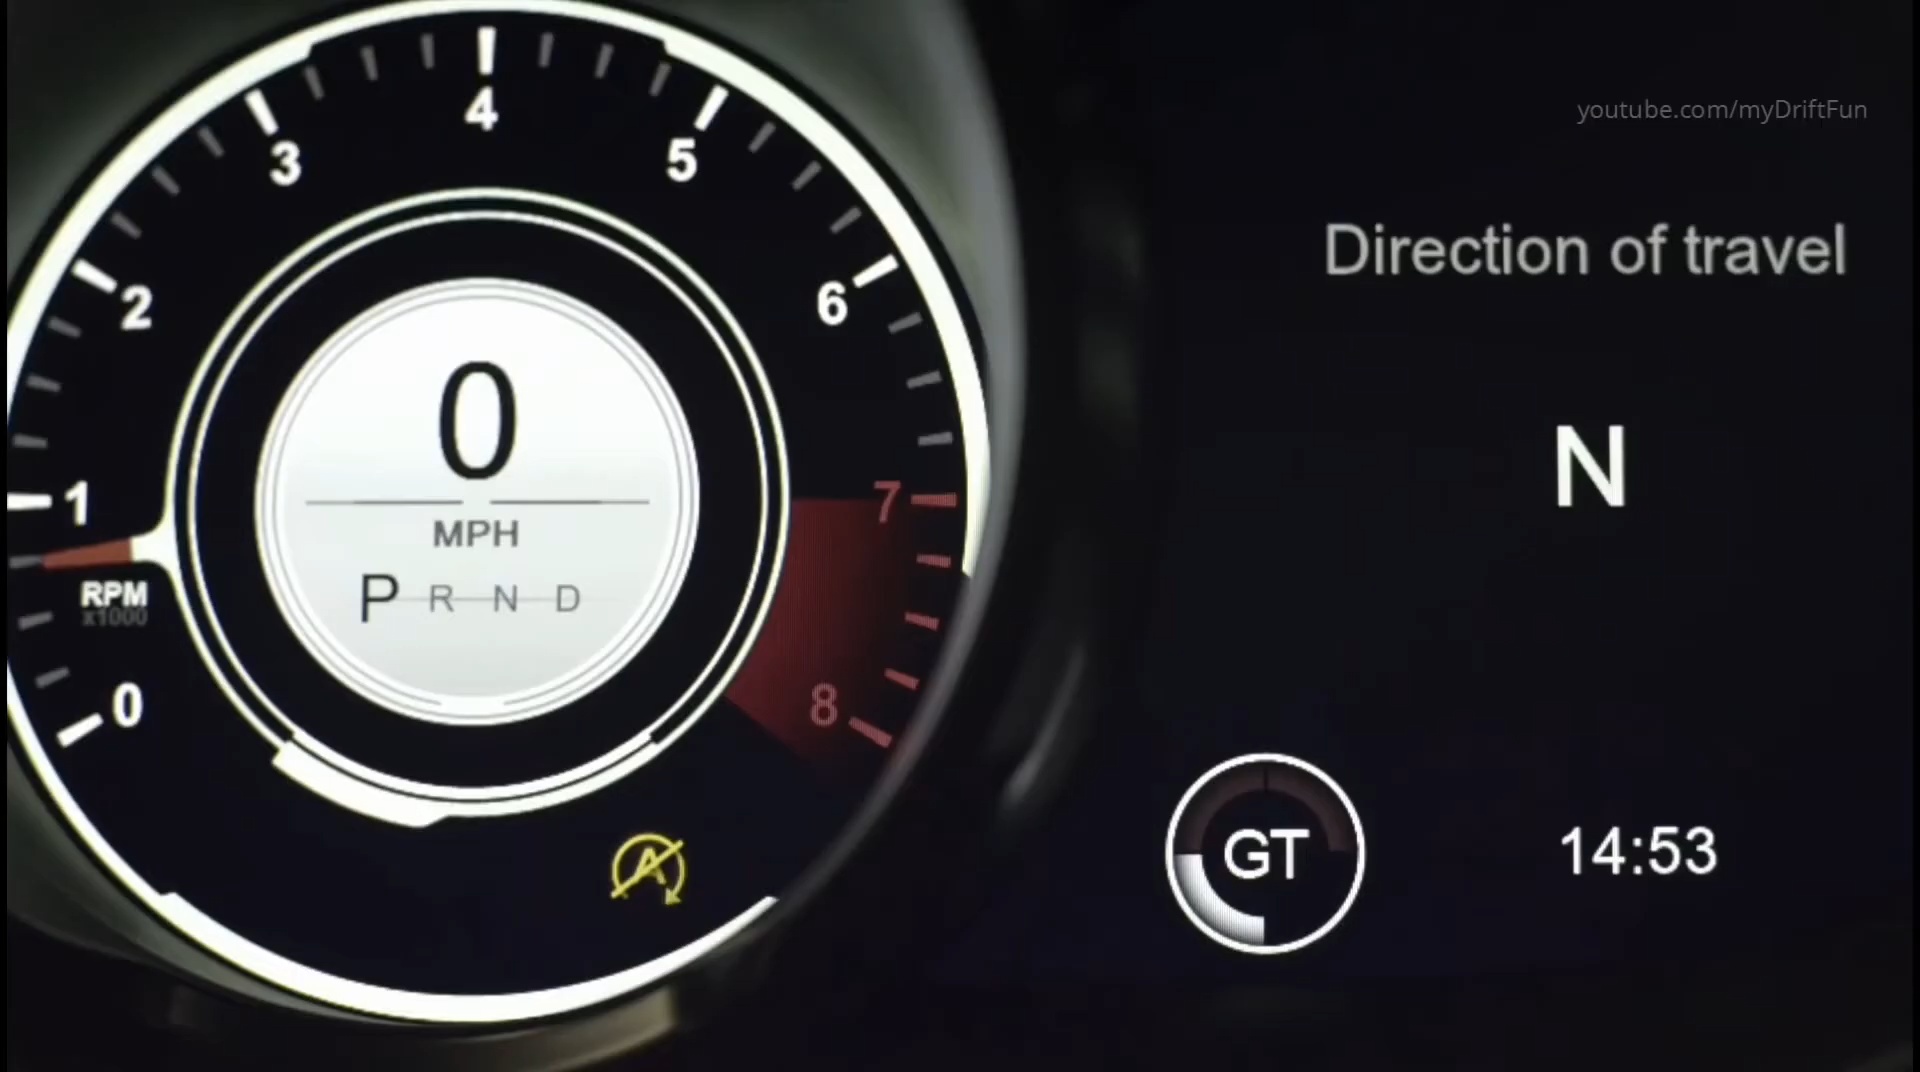 youtube.com/myDriftFun
4
3
5
2
6
1
7
0
8
RPM
x1000
0
MPH
P R N D
A
Direction of travel
N
GT
14:53